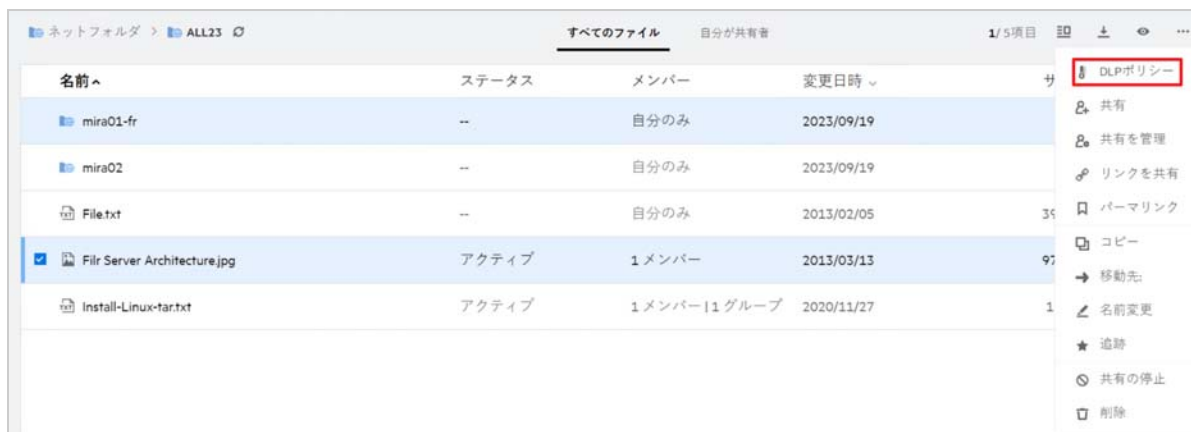 ネットフォルダ > ALL23 すべてのファイル 自分が共有者 1/ 5項目 ...
名前 ステータス メンバー 変更日時 サ
mira01-fr -- 自分のみ 2023/09/19
mira02 -- 自分のみ 2023/09/19
TXT File.txt -- 自分のみ 2013/02/05 39
Filr Server Architecture.jpg アクティブ 1 メンバー 2013/03/13 97
TXT Install-Linux-tar.txt アクティブ 1 メンバー | 1 グループ 2020/11/27 1
DLPポリシー
共有
共有を管理
リンクを共有
パーマリンク
コピー
移動先:
名前変更
追跡
共有の停止
削除